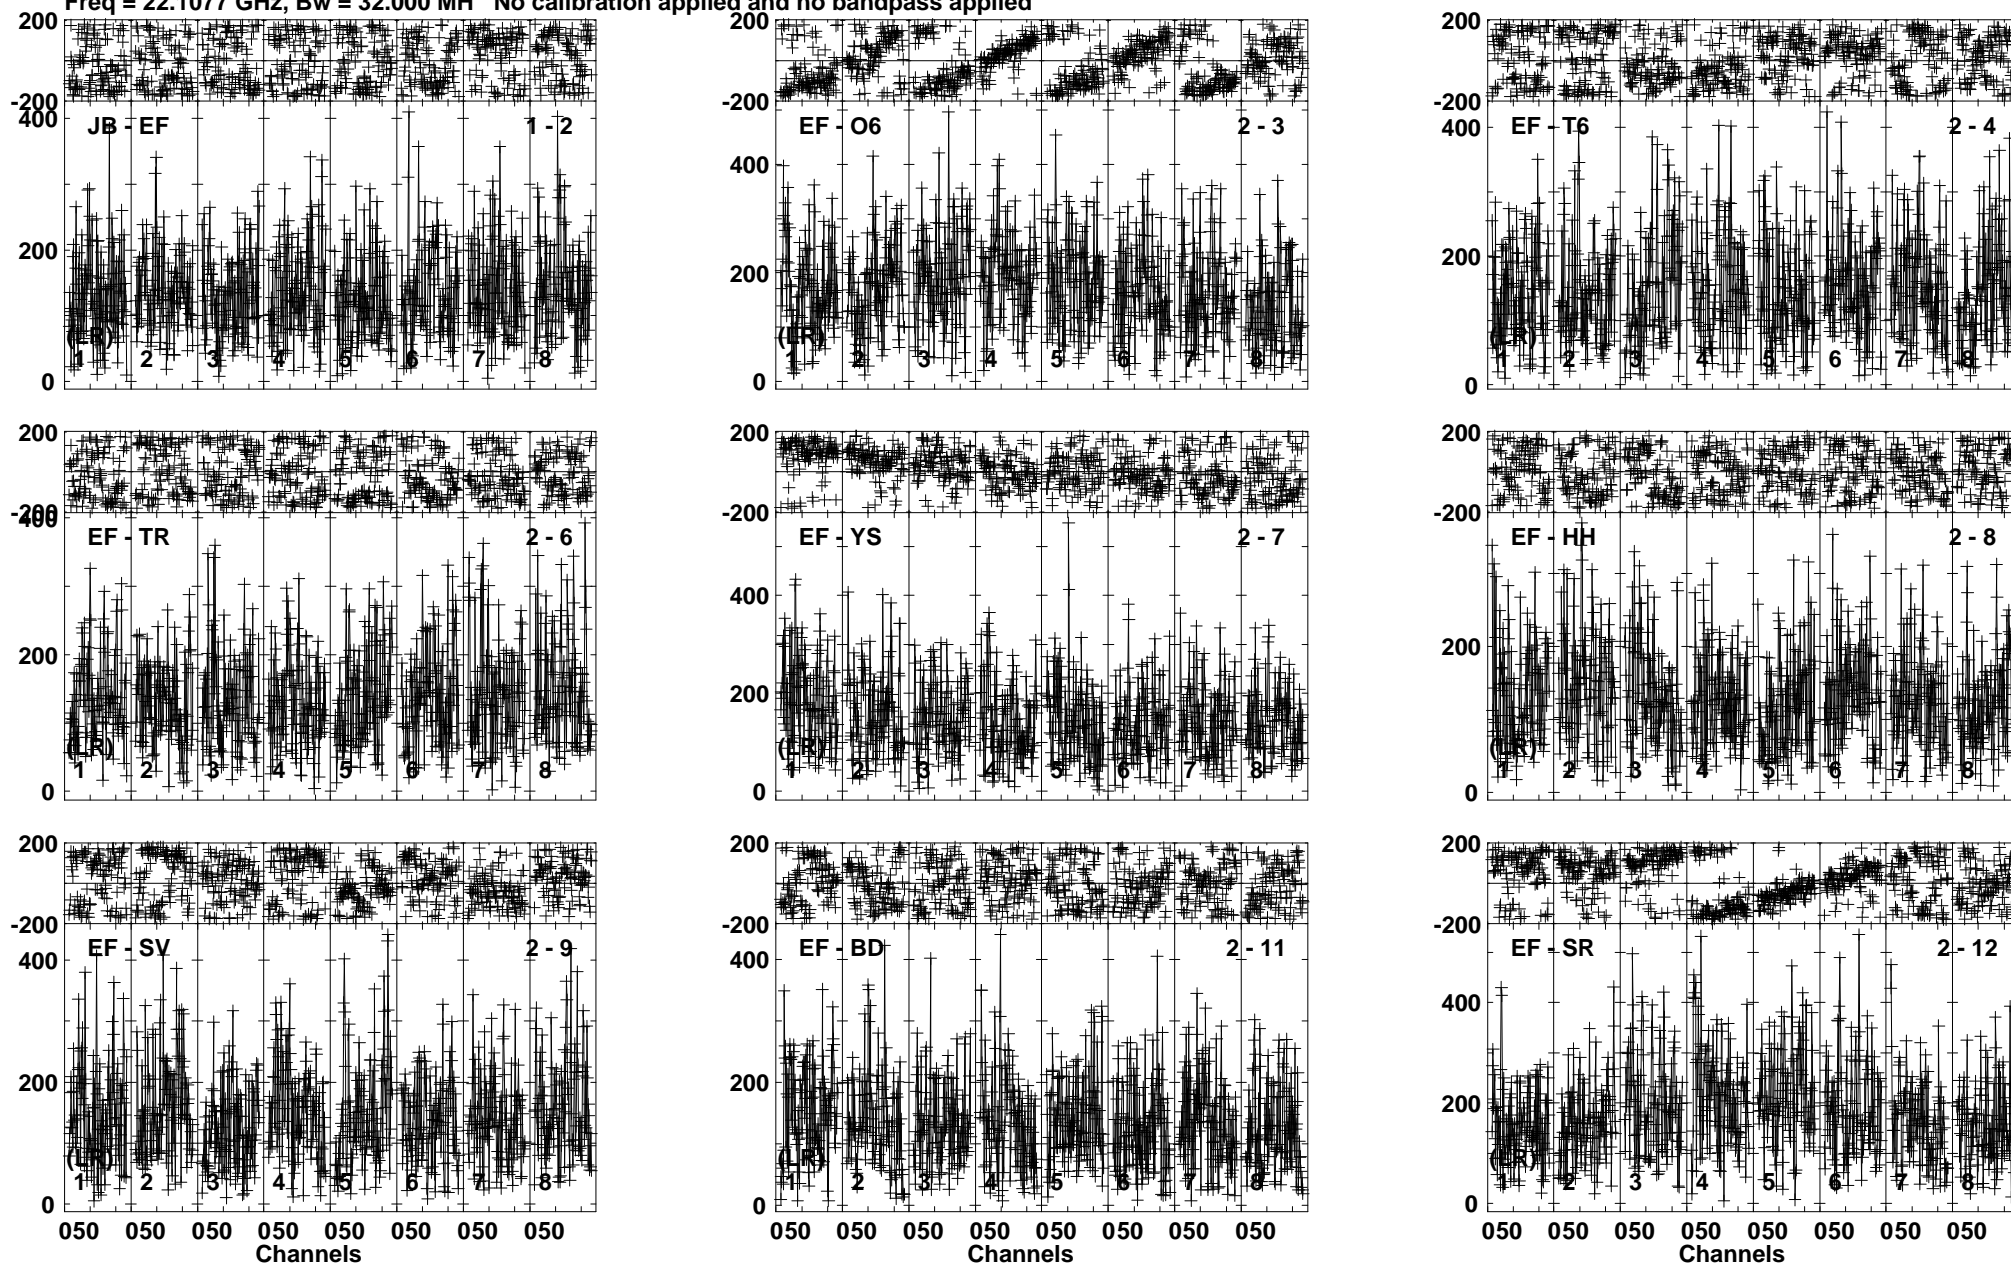 Freq = 22.1077 GHz, Bw = 32.000 MH No calibration applied and no bandpass applied
200 200 200
-200 -200 -200
JB - EF 1 - 2 EF - O6 2 - 3 EF - T6 2 - 4
400 400 400
200 200 200
(LR) (LR) (LR)
1 2 3 4 5 6 7 8 1 2 3 4 5 6 7 8 1 2 3 4 5 6 7 8
0 0 0
200 200 200
-200 -200 -200
400
EF - TR 2 - 6 EF - YS 2 - 7 EF - HH 2 - 8
400
200 200 200
(LR) (LR) (LR)
1 2 3 4 5 6 7 8 1 2 3 4 5 6 7 8 1 2 3 4 5 6 7 8
0 0 0
200 200 200
-200 -200 -200
EF - SV 2 - 9 EF - BD 2 - 11 EF - SR 2 - 12
400 400 400
200 200 200
(LR) (LR) (LR)
1 2 3 4 5 6 7 8 1 2 3 4 5 6 7 8 1 2 3 4 5 6 7 8
0 0 0
050 050 050 050 050 050 050 050 050 050 050 050 050 050 050 050 050 050 050 050 050 050 050 050
Channels Channels Channels